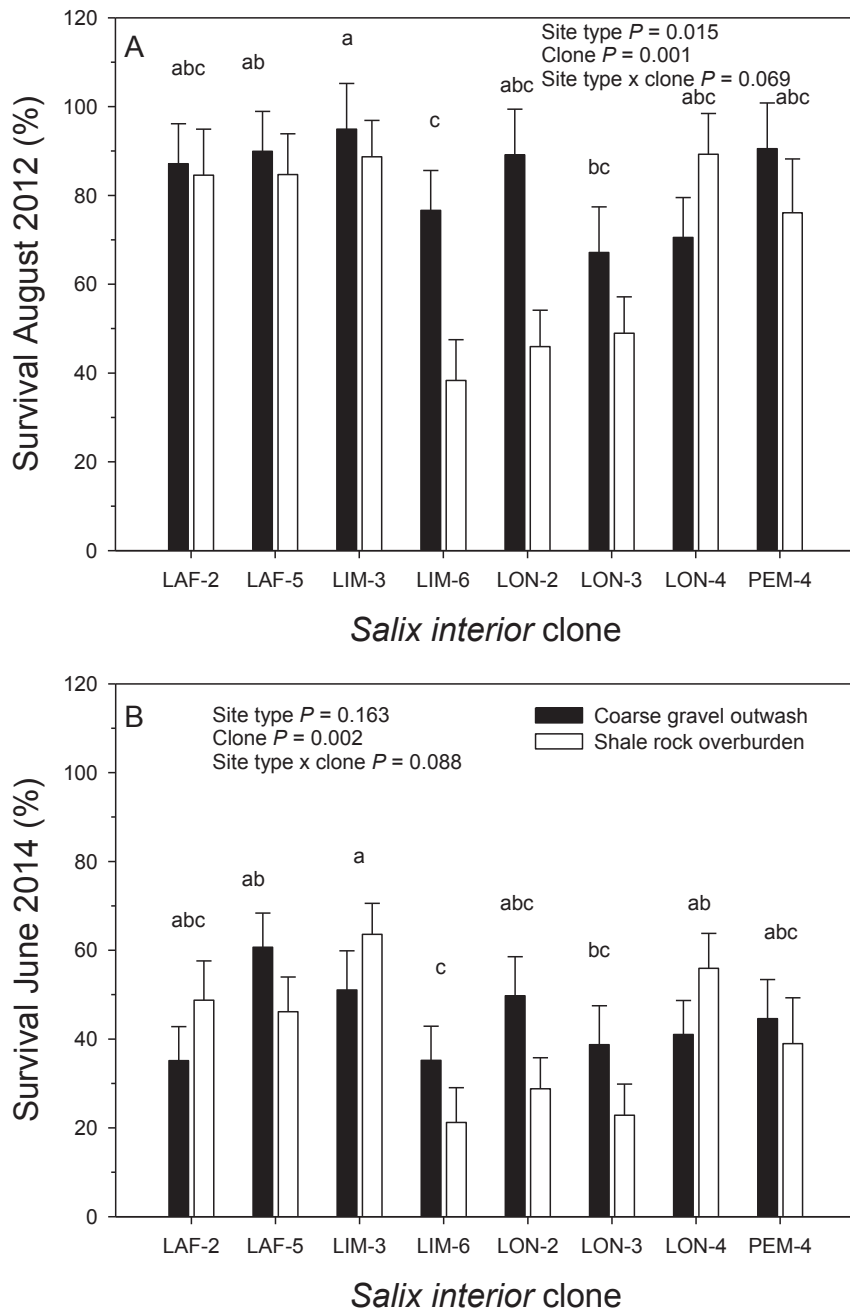 A
Site type P = 0.015
Clone P = 0.001
Site type x clone P = 0.069
abc
ab
a
c
abc
bc
abc
abc
Survival August 2012 (%)
120
100
80
60
40
20
0
LAF-2 LAF-5 LIM-3 LIM-6 LON-2 LON-3 LON-4 PEM-4
Salix interior clone
B
Site type P = 0.163
Clone P = 0.002
Site type x clone P = 0.088
Coarse gravel outwash
Shale rock overburden
abc
ab
a
c
abc
bc
ab
abc
Survival June 2014 (%)
120
100
80
60
40
20
0
LAF-2 LAF-5 LIM-3 LIM-6 LON-2 LON-3 LON-4 PEM-4
Salix interior clone